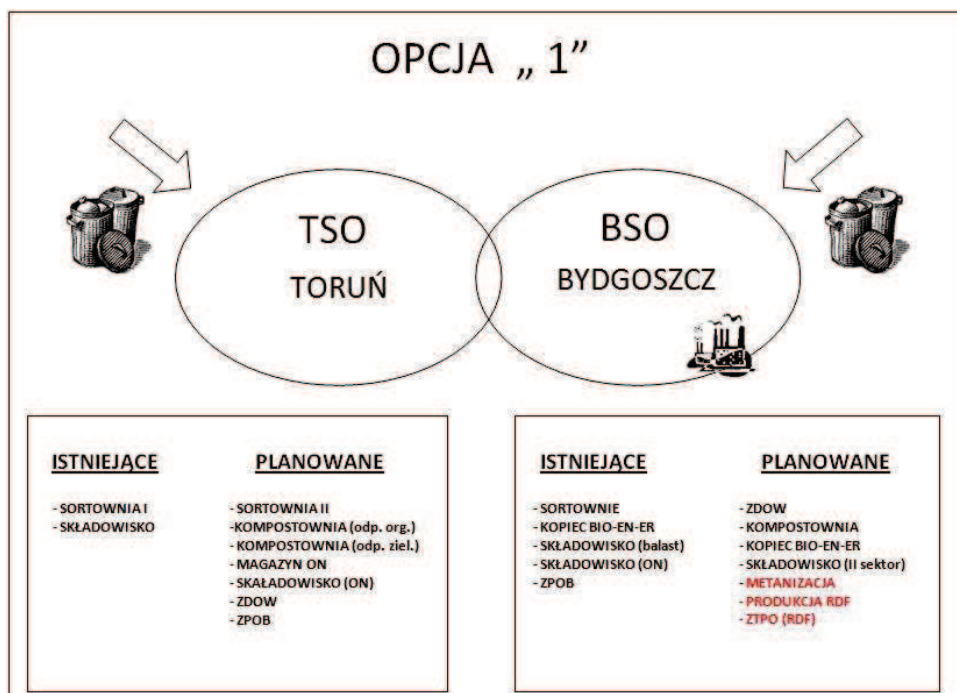 OPCJA „ 1”
TSO
TORUŃ
BSO
BYDGOSZCZ
ISTNIEJĄCE
- SORTOWNIA I
- SKŁADOWISKO
PLANOWANE
- SORTOWNIA II
-KOMPOSTOWNIA (odp. org.)
-KOMPOSTOWNIA (odp. ziel.)
- MAGAZYN ON
- SKAŁADOWISKO (ON)
- ZDOW
- ZPOB
ISTNIEJĄCE
- SORTOWNIE
- KOPIEC BIO-EN-ER
- SKŁADOWISKO (balast)
- SKŁADOWISKO (ON)
- ZPOB
PLANOWANE
- ZDOW
- KOMPOSTOWNIA
- KOPIEC BIO-EN-ER
- SKŁADOWISKO (II sektor)
- METANIZACJA
- PRODUKCJA RDF
- ZTPO (RDF)